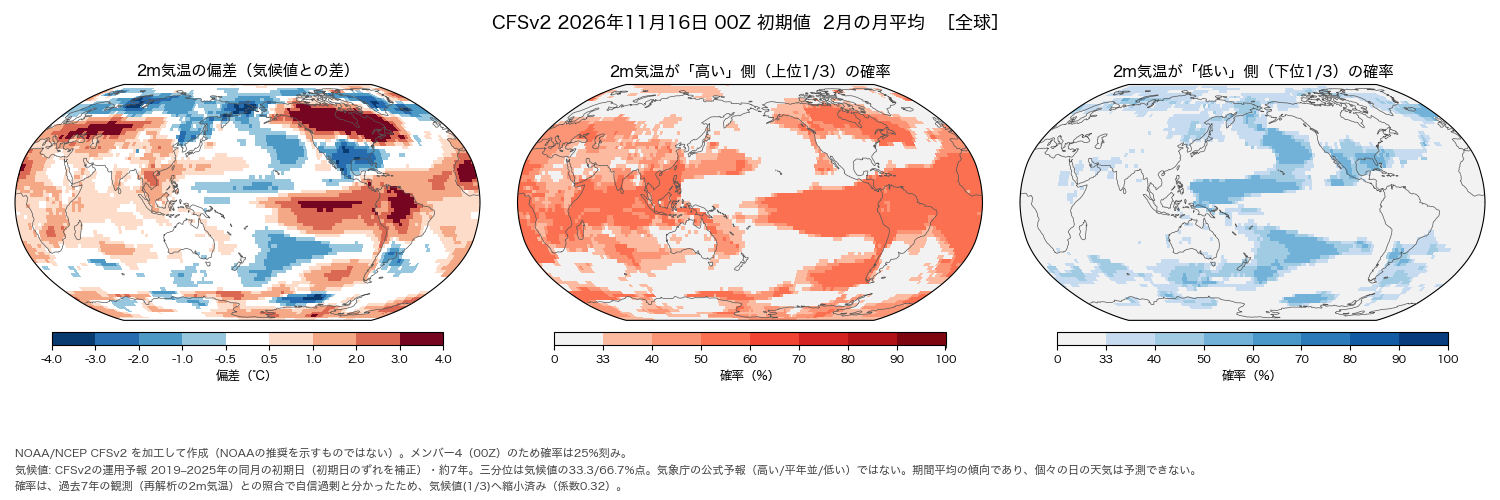 CFSv2 2026年11月16日 00Z 初期値 2月の月平均 ［全球］
2m気温の偏差（気候値との差）
2m気温が「高い」側（上位1/3）の確率
2m気温が「低い」側（下位1/3）の確率
-4.0 -3.0 -2.0 -1.0 -0.5 0.5 1.0 2.0 3.0 4.0
偏差（℃）
0 33 40 50 60 70 80 90 100
確率（%）
0 33 40 50 60 70 80 90 100
確率（%）
NOAA/NCEP CFSv2 を加工して作成（NOAAの推奨を示すものではない）。メンバー4（00Z）のため確率は25%刻み。
気候値: CFSv2の運用予報 2019–2025年の同月の初期日（初期日のずれを補正）・約7年。三分位は気候値の33.3/66.7%点。気象庁の公式予報（高い/平年並/低い）ではない。期間平均の傾向であり、個々の日の天気は予測できない。
確率は、過去7年の観測（再解析の2m気温）との照合で自信過剰と分かったため、気候値(1/3)へ縮小済み（係数0.32）。